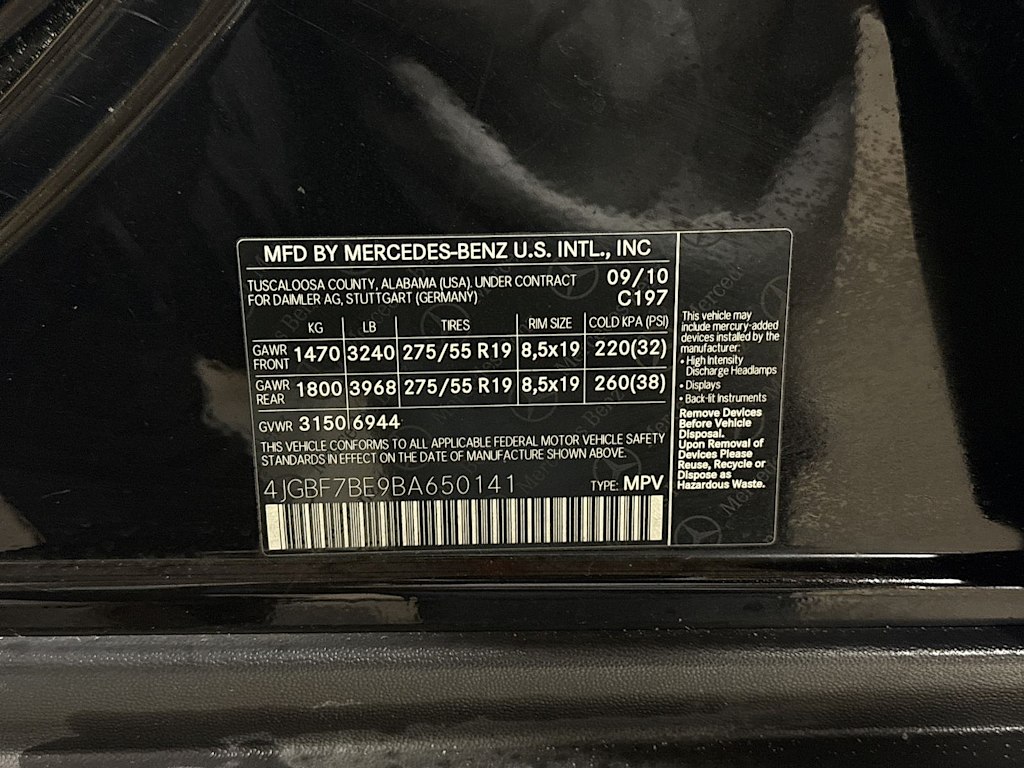 MFD BY MERCEDES-BENZ U.S. INTL., INC
TUSCALOOSA COUNTY, ALABAMA (USA). UNDER CONTRACT
FOR DAIMLER AG, STUTTGART (GERMANY)
09/10
C197
KG LB TIRES RIM SIZE COLD KPA (PSI)
GAWR FRONT 1470 3240 275/55 R19 8,5x19 220(32)
GAWR REAR 1800 3968 275/55 R19 8,5x19 260(38)
GVWR 3150 6944
THIS VEHICLE CONFORMS TO ALL APPLICABLE FEDERAL MOTOR VEHICLE SAFETY
STANDARDS IN EFFECT ON THE DATE OF MANUFACTURE SHOWN ABOVE.
4JGBF7BE9BA650141 TYPE: MPV
This vehicle may
include mercury-added
devices installed by the
manufacturer:
• High Intensity
Discharge Headlamps
• Displays
• Back-lit Instruments
Remove Devices
Before Vehicle
Disposal.
Upon Removal of
Devices Please
Reuse, Recycle or
Dispose as
Hazardous Waste.